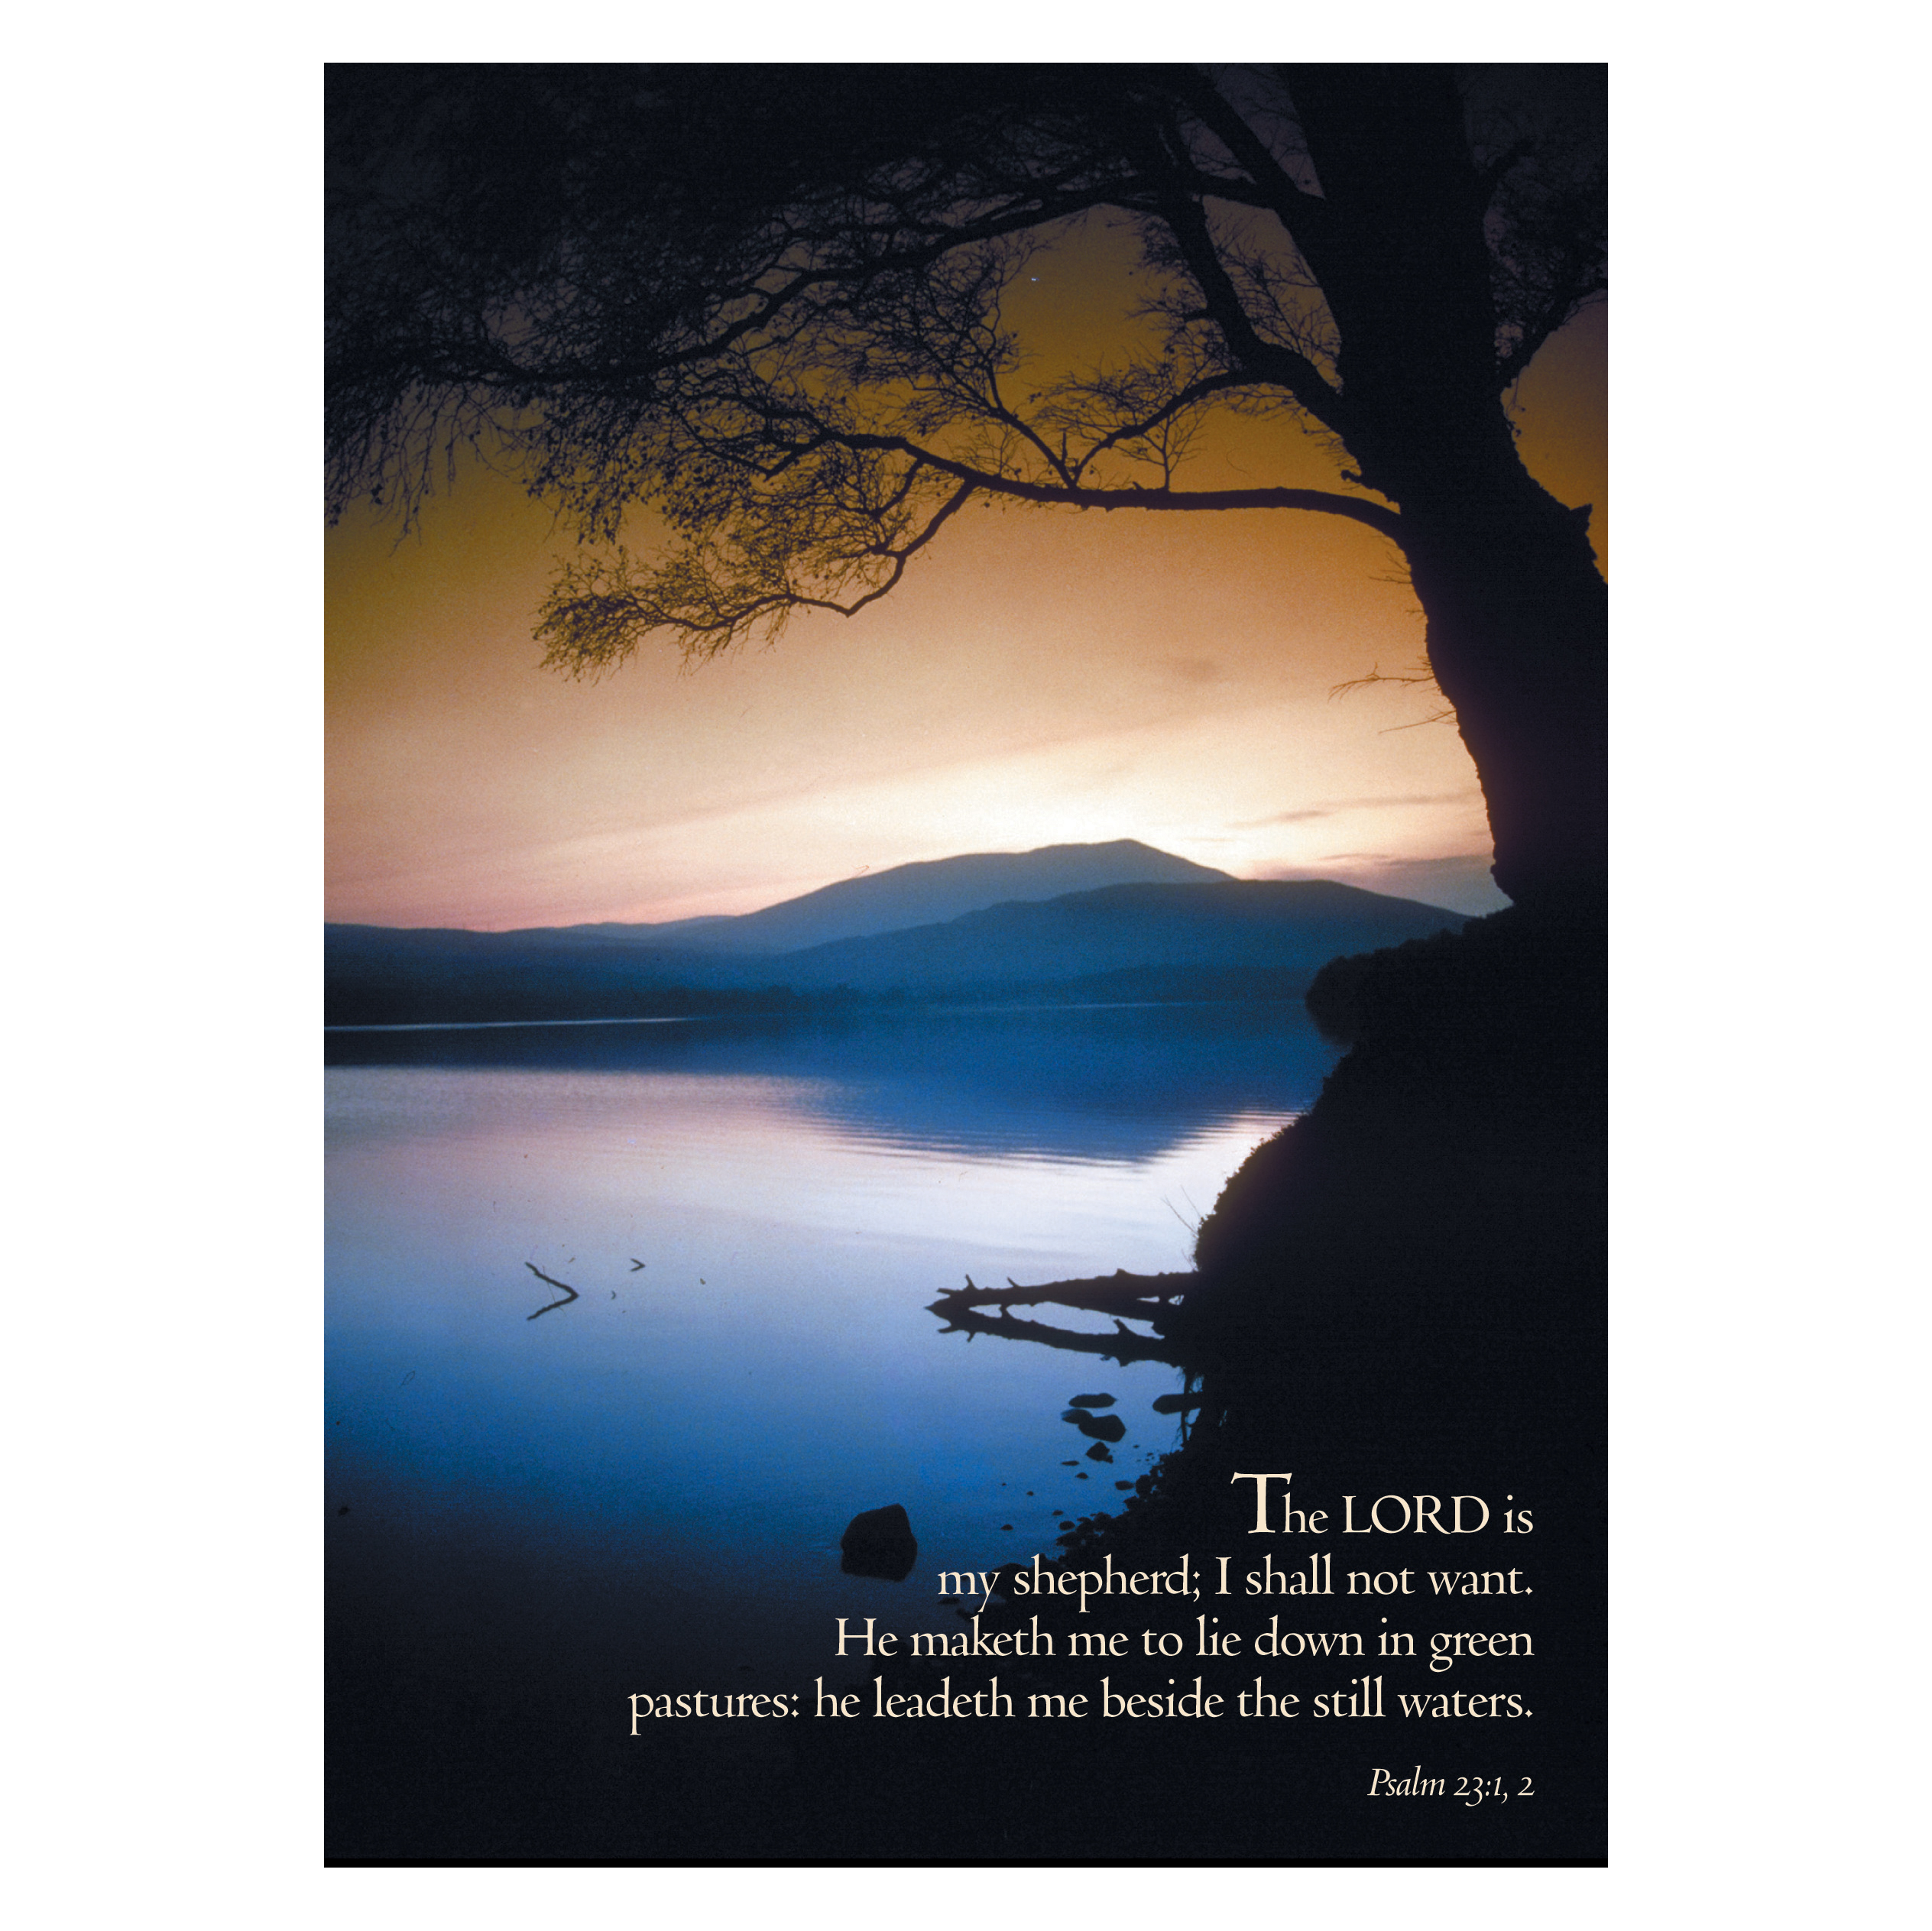 The LORD is
my shepherd; I shall not want.
He maketh me to lie down in green
pastures: he leadeth me beside the still waters.
Psalm 23:1, 2